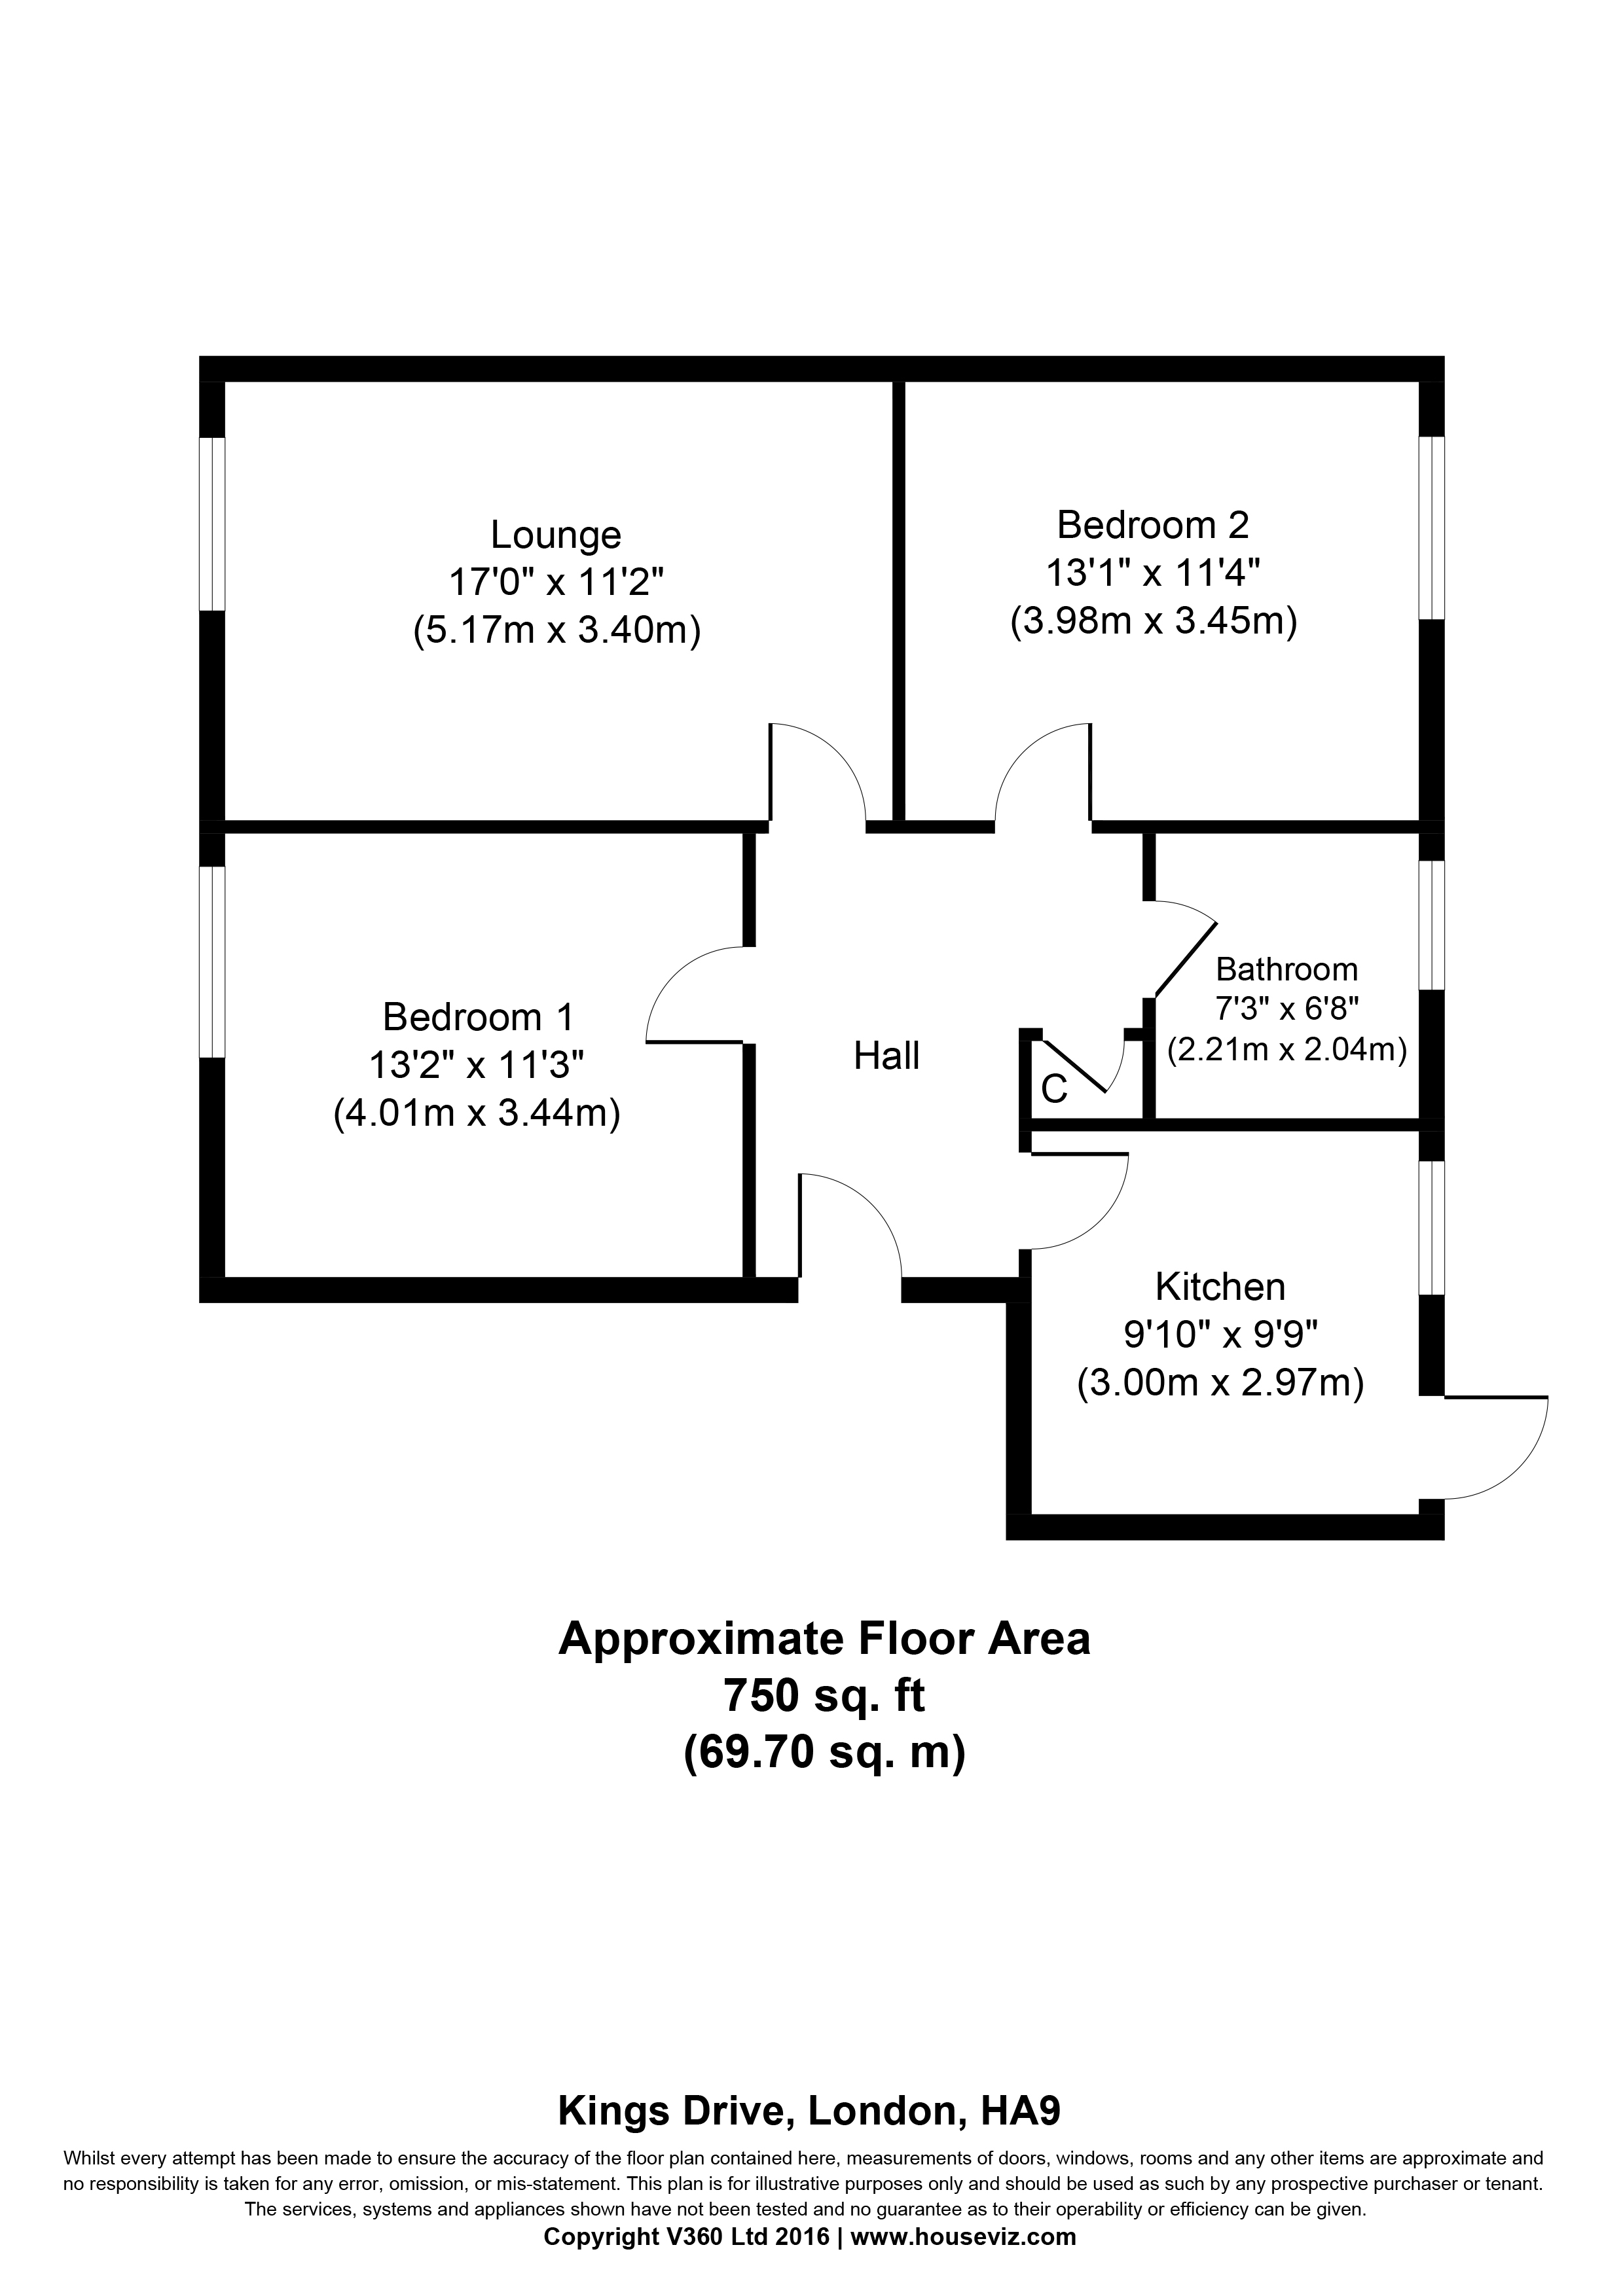 Lounge
17'0" x 11'2"
(5.17m x 3.40m)
Bedroom 2
13'1" x 11'4"
(3.98m x 3.45m)
Bedroom 1
13'2" x 11'3"
(4.01m x 3.44m)
Hall
C
Bathroom
7'3" x 6'8"
(2.21m x 2.04m)
Kitchen
9'10" x 9'9"
(3.00m x 2.97m)
Approximate Floor Area
750 sq. ft
(69.70 sq. m)
Kings Drive, London, HA9
Whilst every attempt has been made to ensure the accuracy of the floor plan contained here, measurements of doors, windows, rooms and any other items are approximate and
no responsibility is taken for any error, omission, or mis-statement. This plan is for illustrative purposes only and should be used as such by any prospective purchaser or tenant.
The services, systems and appliances shown have not been tested and no guarantee as to their operability or efficiency can be given.
Copyright V360 Ltd 2016 | www.houseviz.com